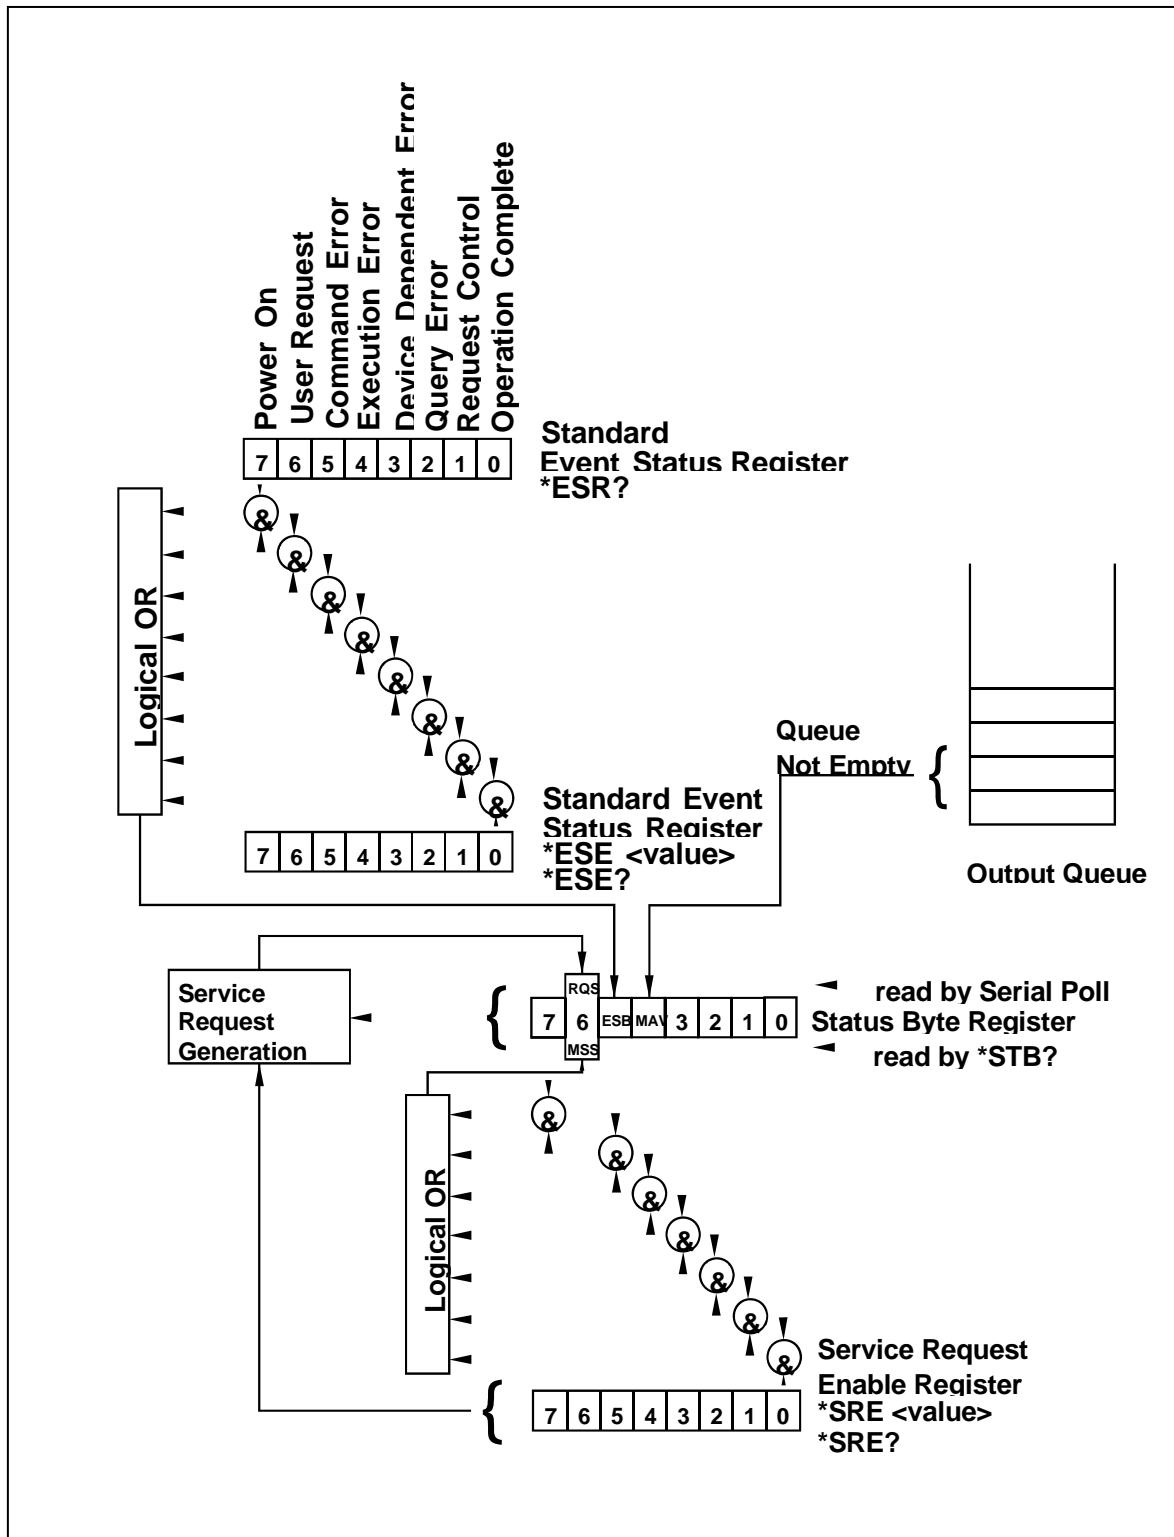 Power On
User Request
Command Error
Execution Error
Device Dependent Error
Query Error
Request Control
Operation Complete
7 6 5 4 3 2 1 0
Standard
Event Status Register
*ESR?
&
&
&
&
&
&
&
&
Logical OR
Queue
Not Empty
{
Output Queue
Standard Event
Status Register
*ESE <value>
*ESE?
7 6 5 4 3 2 1 0
Service
Request
Generation
{
RQS
7 6 ESB MAV 3 2 1 0
MSS
read by Serial Poll
Status Byte Register
read by *STB?
&
&
&
&
&
&
&
Logical OR
Service Request
Enable Register
*SRE <value>
*SRE?
{
7 6 5 4 3 2 1 0